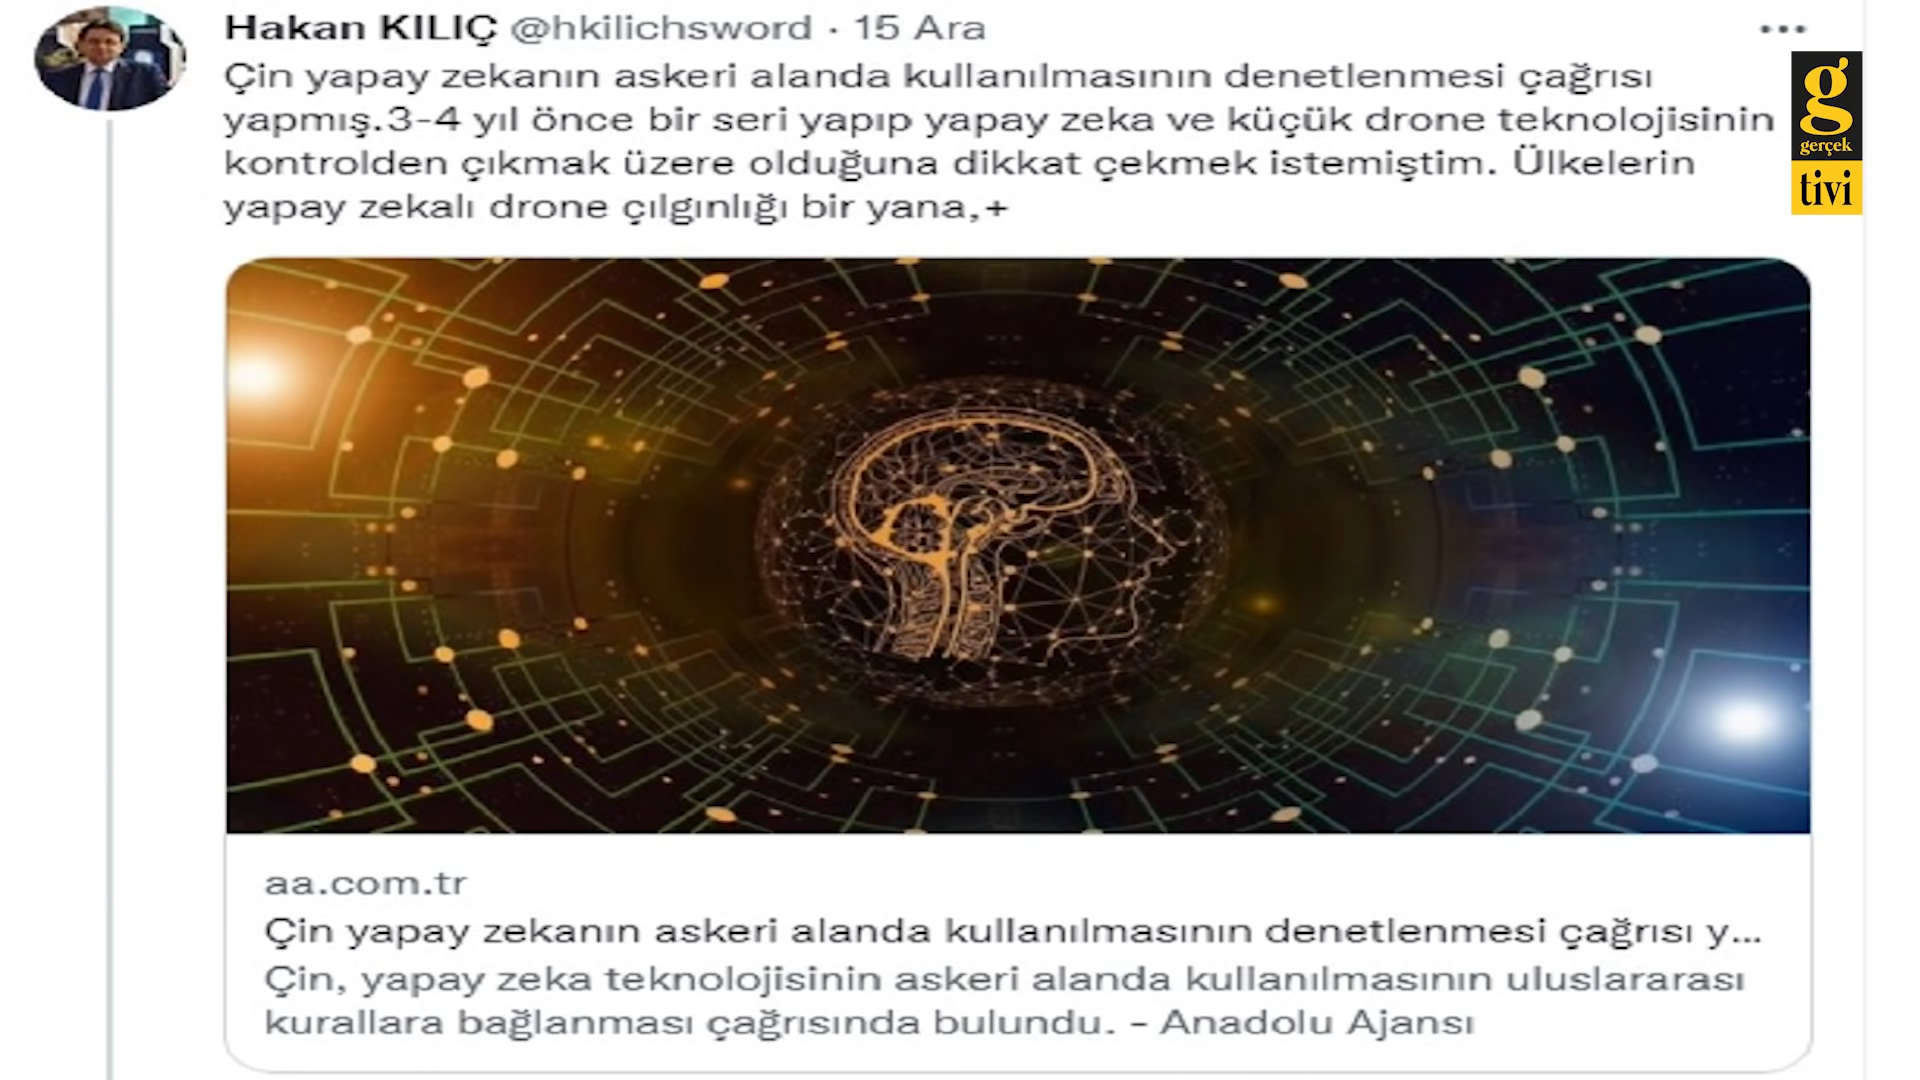 Hakan KILIÇ @hkilichsword · 15 Ara
Çin yapay zekanın askeri alanda kullanılmasının denetlenmesi çağrısı
yapmış.3-4 yıl önce bir seri yapıp yapay zeka ve küçük drone teknolojisinin
kontrolden çıkmak üzere olduğuna dikkat çekmek istemiştim. Ülkelerin
yapay zekalı drone çılgınlığı bir yana,+
g
gerçek
tivi
aa.com.tr
Çin yapay zekanın askeri alanda kullanılmasının denetlenmesi çağrısı y...
Çin, yapay zeka teknolojisinin askeri alanda kullanılmasının uluslararası
kurallara bağlanması çağrısında bulundu. - Anadolu Ajansı